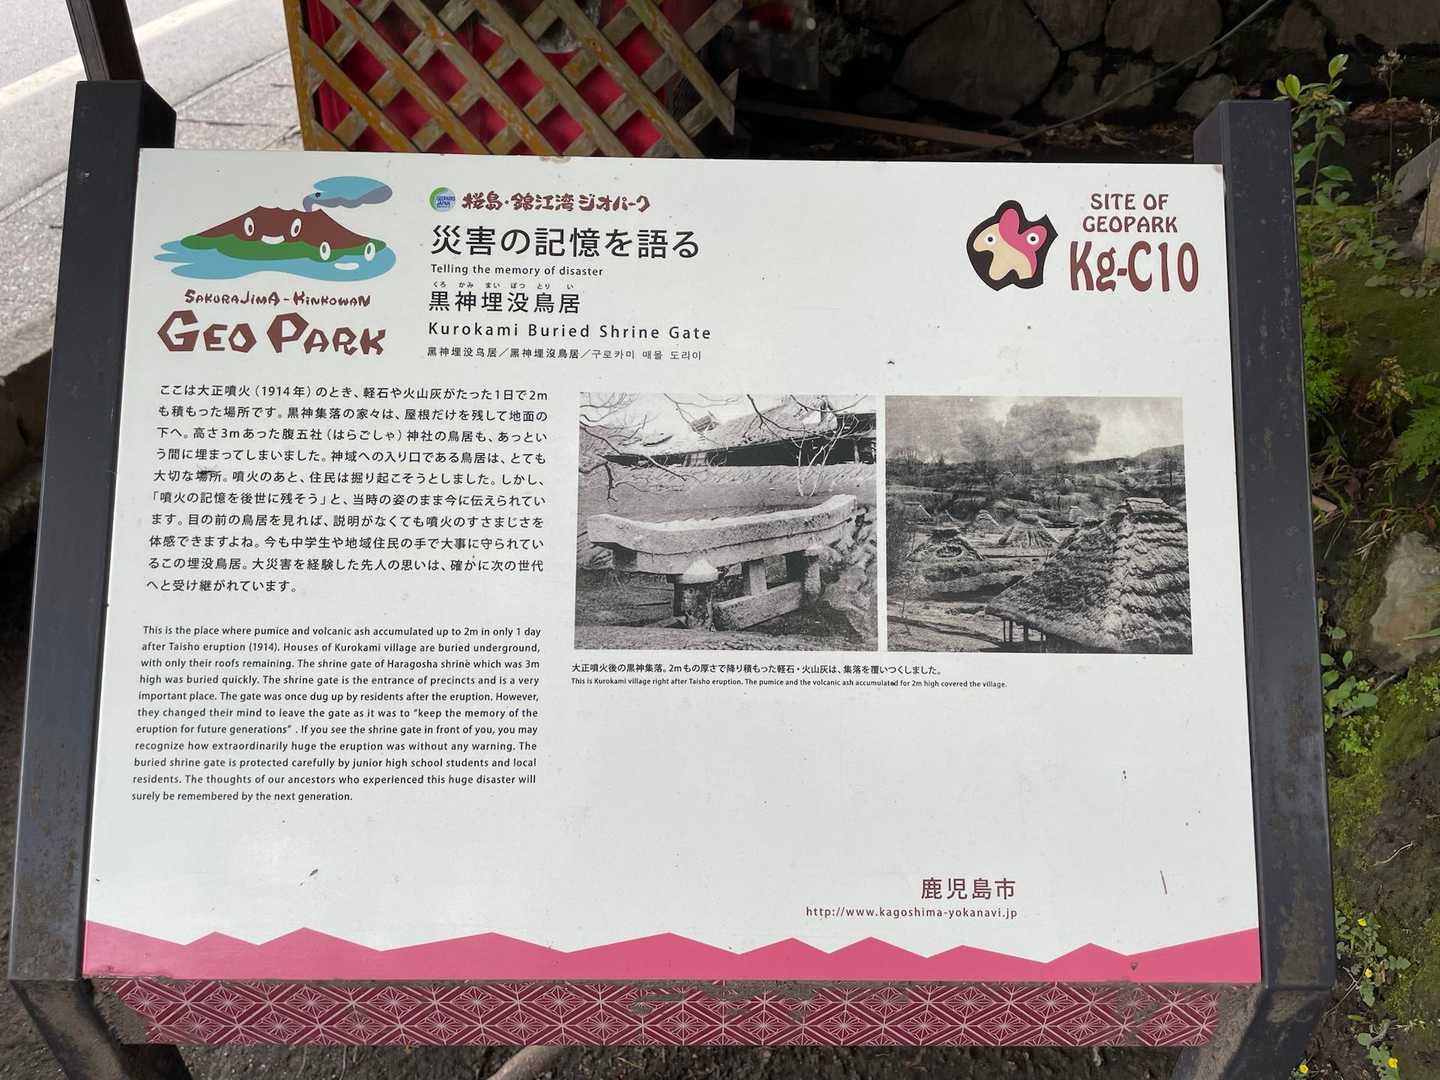 SAKURAJIMA-KINKOWAN
GEO PARK
桜島・錦江湾ジオパーク
災害の記憶を語る
Telling the memory of disaster
くろ かみ まい ぼつ とり い
黒神埋没鳥居
Kurokami Buried Shrine Gate
黑神埋没鸟居／黑神埋沒鳥居／구로카미 매몰 도리이
SITE OF
GEOPARK
Kg-C10
ここは大正噴火（1914年）のとき、軽石や火山灰がたった1日で2m
も積もった場所です。黒神集落の家々は、屋根だけを残して地面の
下へ。高さ3mあった腹五社（はらごしゃ）神社の鳥居も、あっとい
う間に埋まってしまいました。神域への入り口である鳥居は、とても
大切な場所。噴火のあと、住民は掘り起こそうとしました。しかし、
「噴火の記憶を後世に残そう」と、当時の姿のまま今に伝えられてい
ます。目の前の鳥居を見れば、説明がなくても噴火のすさまじさを
体感できますよね。今も中学生や地域住民の手で大事に守られてい
るこの埋没鳥居。大災害を経験した先人の思いは、確かに次の世代
へと受け継がれています。
This is the place where pumice and volcanic ash accumulated up to 2m in only 1 day
after Taisho eruption (1914). Houses of Kurokami village are buried underground,
with only their roofs remaining. The shrine gate of Haragosha shrine which was 3m
high was buried quickly. The shrine gate is the entrance of precincts and is a very
important place. The gate was once dug up by residents after the eruption. However,
they changed their mind to leave the gate as it was to "keep the memory of the
eruption for future generations" . If you see the shrine gate in front of you, you may
recognize how extraordinarily huge the eruption was without any warning. The
buried shrine gate is protected carefully by junior high school students and local
residents. The thoughts of our ancestors who experienced this huge disaster will
surely be remembered by the next generation.
大正噴火後の黒神集落。2mもの厚さで降り積もった軽石・火山灰は、集落を覆いつくしました。
This is Kurokami village right after Taisho eruption. The pumice and the volcanic ash accumulated for 2m high covered the village.
鹿児島市
http://www.kagoshima-yokanavi.jp